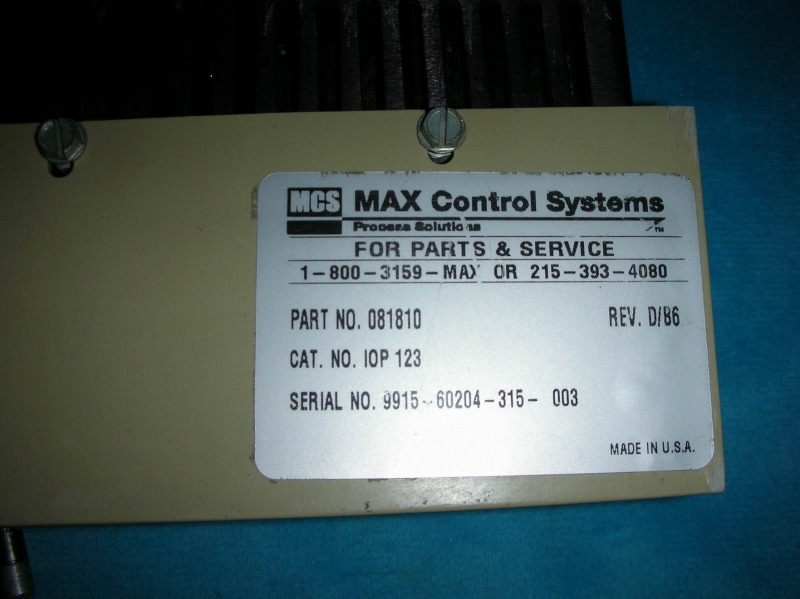 MCS MAX Control Systems
Process Solutions ™
FOR PARTS & SERVICE
1-800-3159-MAX OR 215-393-4080
PART NO. 081810 REV. D/B6
CAT. NO. IOP 123
SERIAL NO. 9915-60204-315- 003
MADE IN U.S.A.